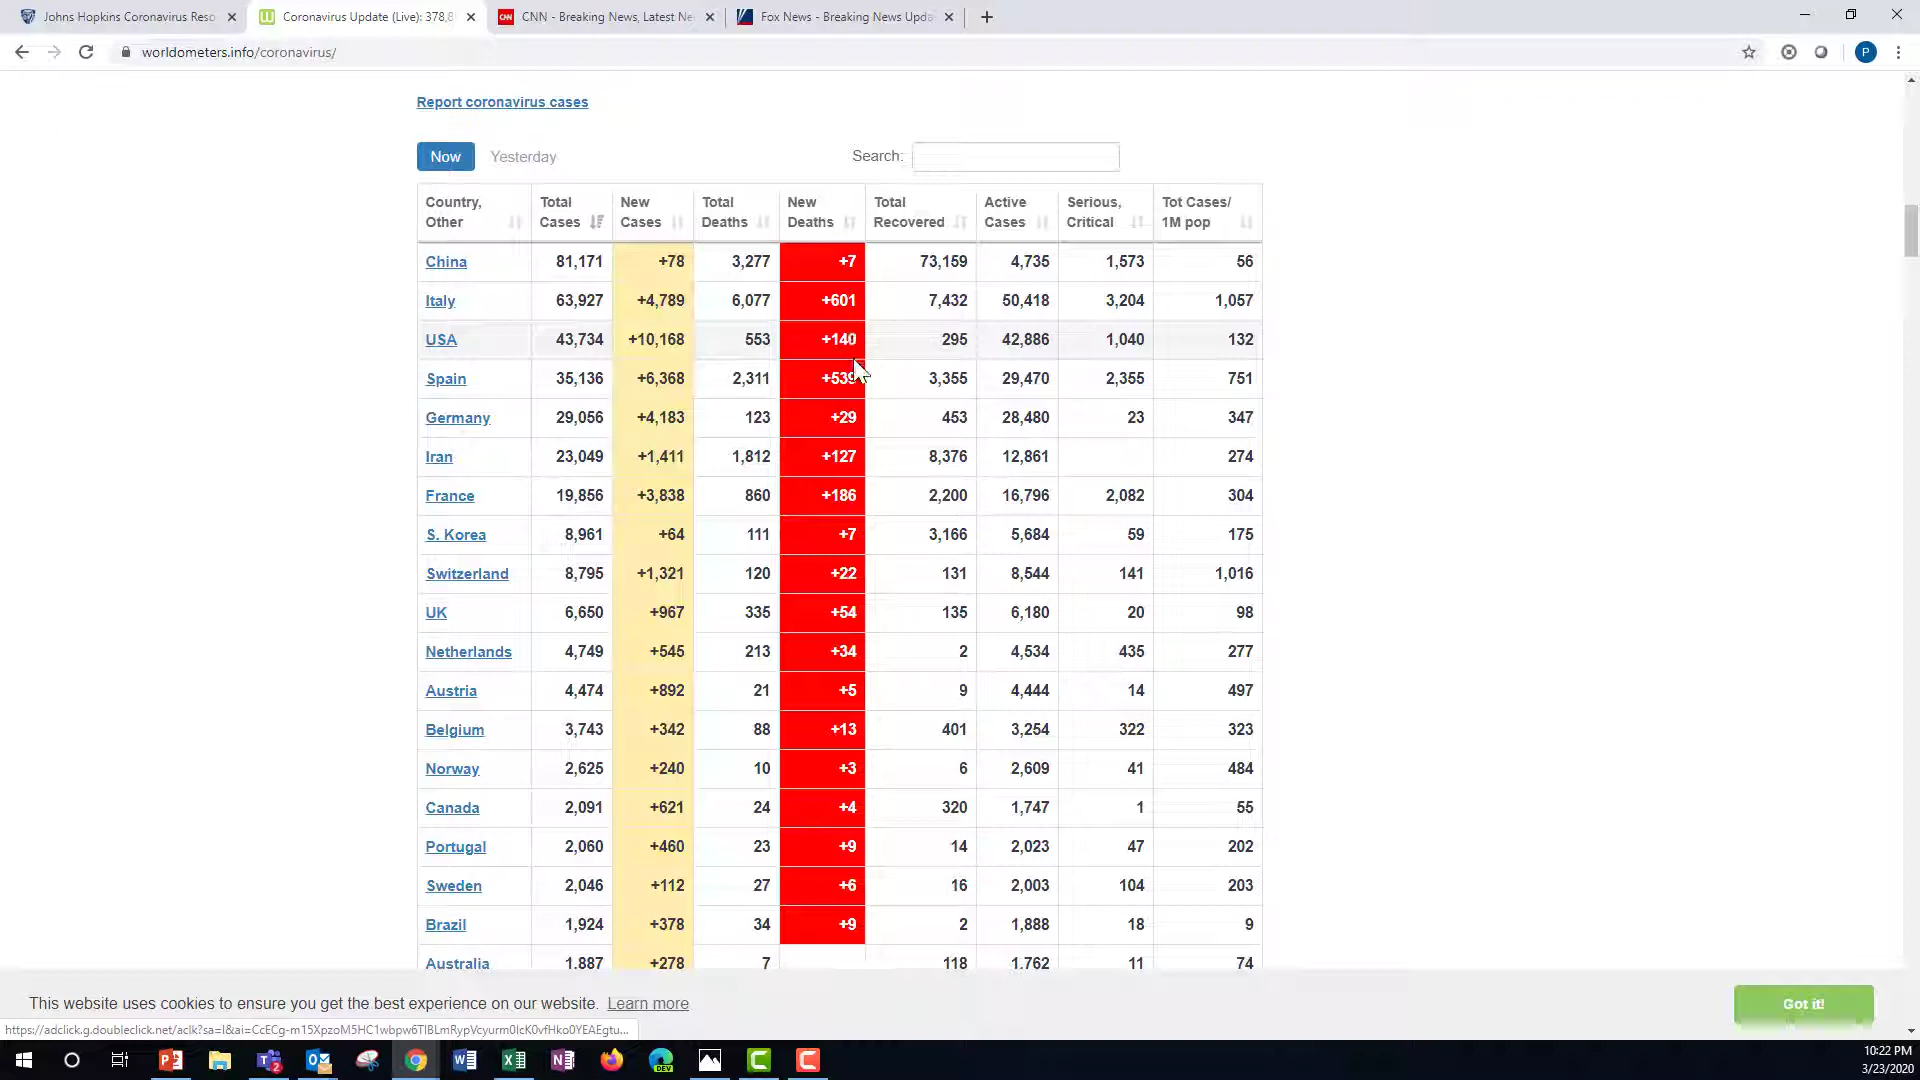 Johns Hopkins Coronavirus Reso
Coronavirus Update (Live): 378,8
CNN - Breaking News, Latest Ne
Fox News - Breaking News Upda
worldometers.info/coronavirus/
P
Report coronavirus cases
Now Yesterday Search:
Country, Other Total Cases New Cases Total Deaths New Deaths Total Recovered Active Cases Serious, Critical Tot Cases/ 1M pop
China 81,171 +78 3,277 +7 73,159 4,735 1,573 56
Italy 63,927 +4,789 6,077 +601 7,432 50,418 3,204 1,057
USA 43,734 +10,168 553 +140 295 42,886 1,040 132
Spain 35,136 +6,368 2,311 +539 3,355 29,470 2,355 751
Germany 29,056 +4,183 123 +29 453 28,480 23 347
Iran 23,049 +1,411 1,812 +127 8,376 12,861 274
France 19,856 +3,838 860 +186 2,200 16,796 2,082 304
S. Korea 8,961 +64 111 +7 3,166 5,684 59 175
Switzerland 8,795 +1,321 120 +22 131 8,544 141 1,016
UK 6,650 +967 335 +54 135 6,180 20 98
Netherlands 4,749 +545 213 +34 2 4,534 435 277
Austria 4,474 +892 21 +5 9 4,444 14 497
Belgium 3,743 +342 88 +13 401 3,254 322 323
Norway 2,625 +240 10 +3 6 2,609 41 484
Canada 2,091 +621 24 +4 320 1,747 1 55
Portugal 2,060 +460 23 +9 14 2,023 47 202
Sweden 2,046 +112 27 +6 16 2,003 104 203
Brazil 1,924 +378 34 +9 2 1,888 18 9
Australia 1,887 +278 7 118 1,762 11 74
This website uses cookies to ensure you get the best experience on our website. Learn more
Got it!
10:22 PM
3/23/2020